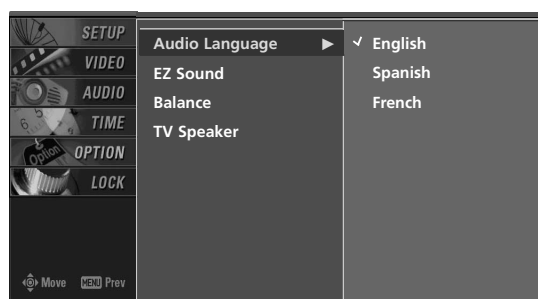 SETUP
VIDEO
AUDIO
TIME
Option OPTION
LOCK
Move MENU Prev
Audio Language ▶
EZ Sound
Balance
TV Speaker
✓ English
Spanish
French